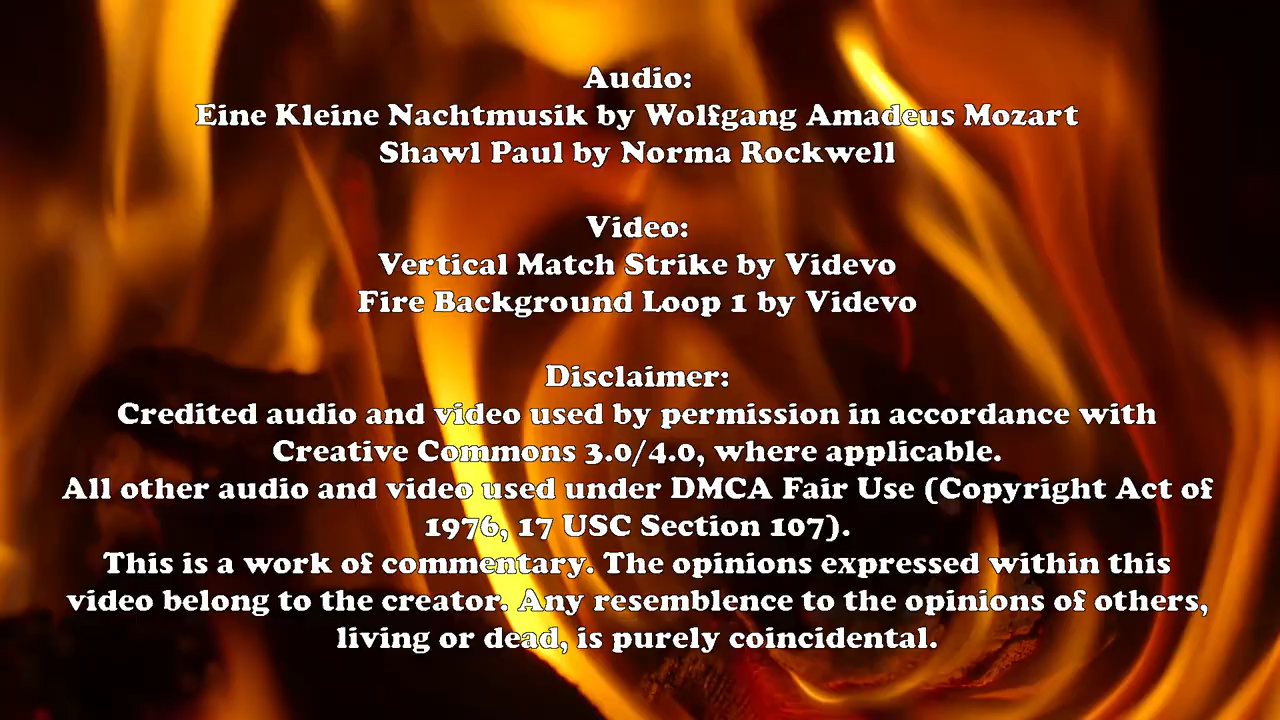 Audio:
Eine Kleine Nachtmusik by Wolfgang Amadeus Mozart
Shawl Paul by Norma Rockwell
Video:
Vertical Match Strike by Videvo
Fire Background Loop 1 by Videvo
Disclaimer:
Credited audio and video used by permission in accordance with
Creative Commons 3.0/4.0, where applicable.
All other audio and video used under DMCA Fair Use (Copyright Act of
1976, 17 USC Section 107).
This is a work of commentary. The opinions expressed within this
video belong to the creator. Any resemblence to the opinions of others,
living or dead, is purely coincidental.